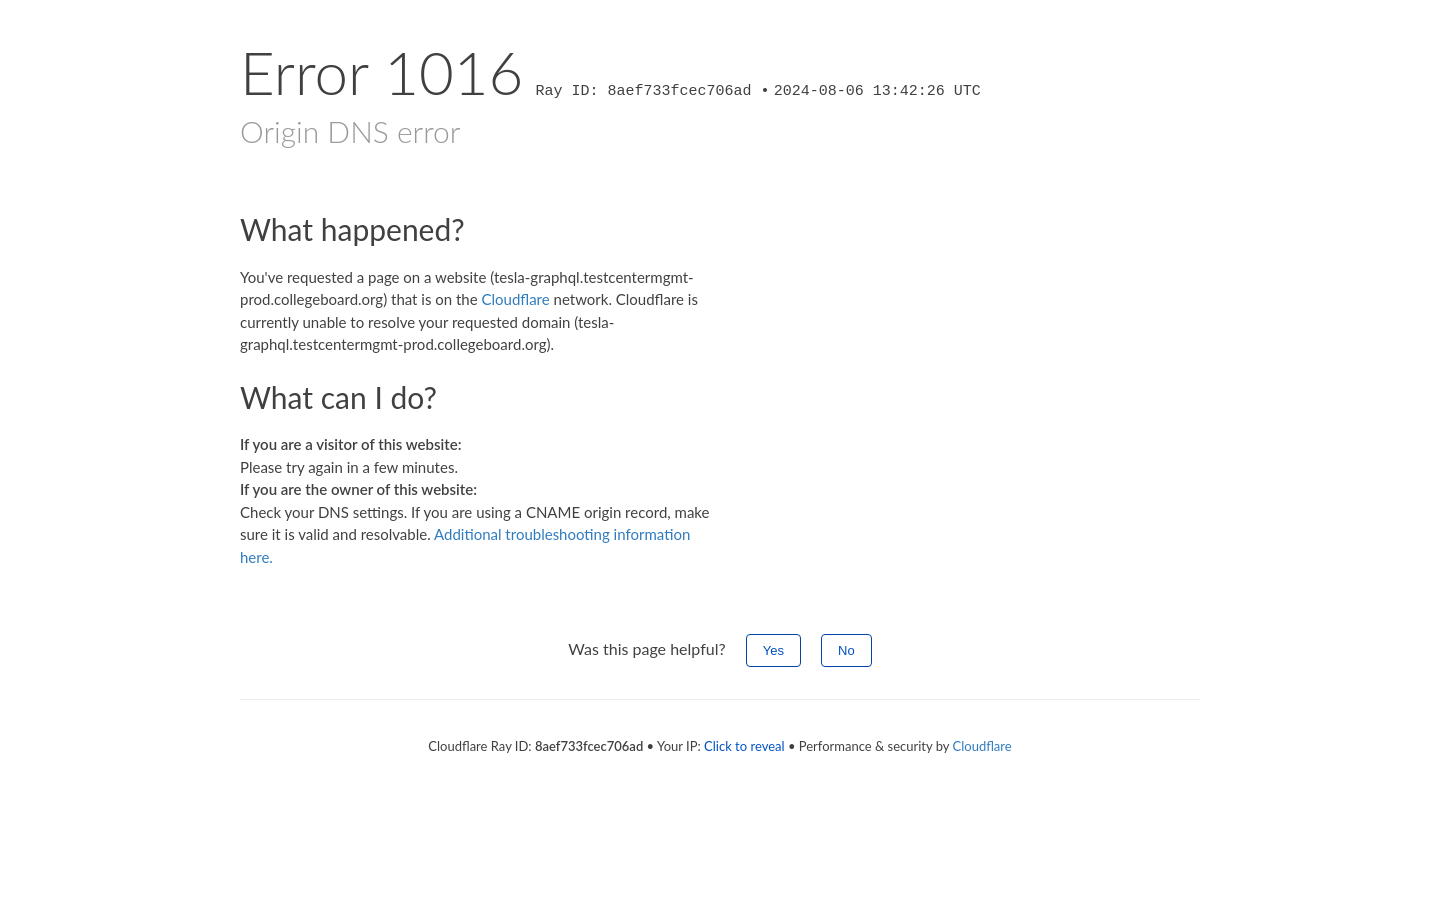 Error 1016 Ray ID: 8aef733fcec706ad • 2024-08-06 13:42:26 UTC
Origin DNS error
What happened?
You've requested a page on a website (tesla-graphql.testcentermgmt-
prod.collegeboard.org) that is on the Cloudflare network. Cloudflare is
currently unable to resolve your requested domain (tesla-
graphql.testcentermgmt-prod.collegeboard.org).
What can I do?
If you are a visitor of this website:
Please try again in a few minutes.
If you are the owner of this website:
Check your DNS settings. If you are using a CNAME origin record, make
sure it is valid and resolvable. Additional troubleshooting information
here.
Was this page helpful? Yes No
Cloudflare Ray ID: 8aef733fcec706ad • Your IP: Click to reveal • Performance & security by Cloudflare